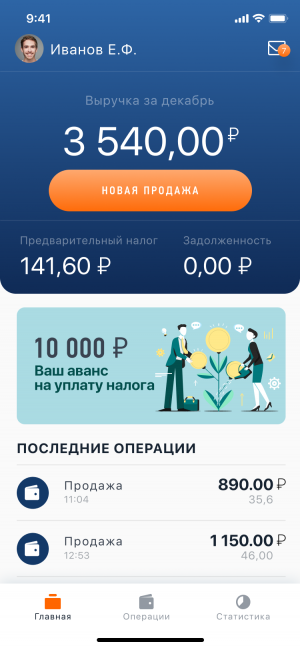 9:41
Иванов Е.Ф.
7
Выручка за декабрь
3 540,00 ₽
НОВАЯ ПРОДАЖА
Предварительный налог
Задолженность
141,60 ₽
0,00 ₽
10 000 ₽
Ваш аванс
на уплату налога
ПОСЛЕДНИЕ ОПЕРАЦИИ
Продажа
890.00 ₽
11:04
35,6
Продажа
1 150.00 ₽
12:53
46,00
Главная
Операции
Статистика